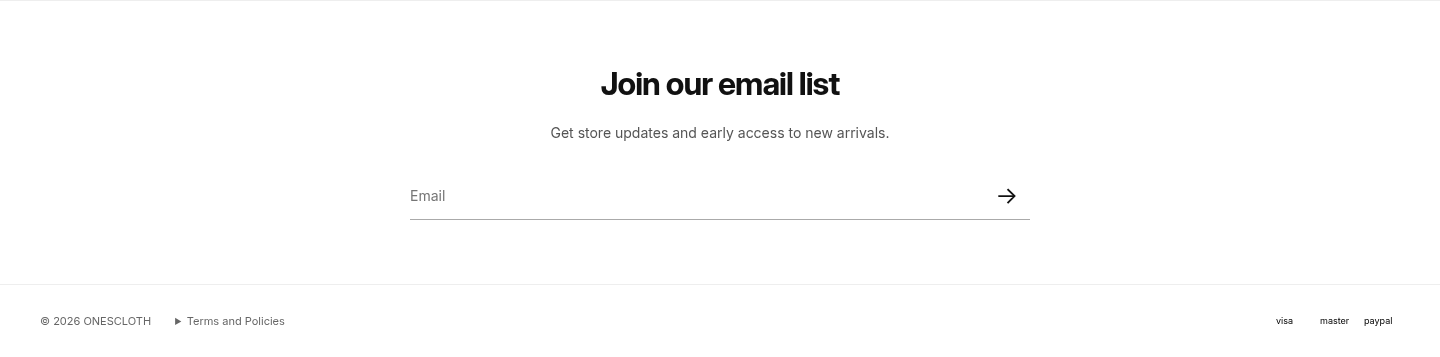 Join our email list
Get store updates and early access to new arrivals.
Email
© 2026 ONESCLOTH
Terms and Policies
visa
master
paypal